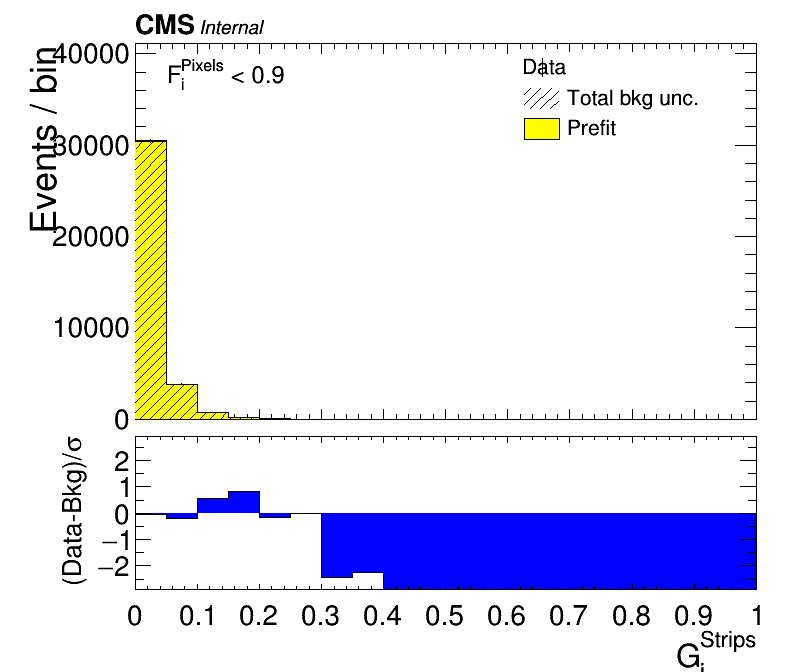 CMS Internal
40000
F_i^Pixels < 0.9
Data
Total bkg unc.
Prefit
30000
20000
10000
0
Events / bin
2
1
0
−1
−2
(Data-Bkg)/σ
0 0.1 0.2 0.3 0.4 0.5 0.6 0.7 0.8 0.9 1
G_i^Strips